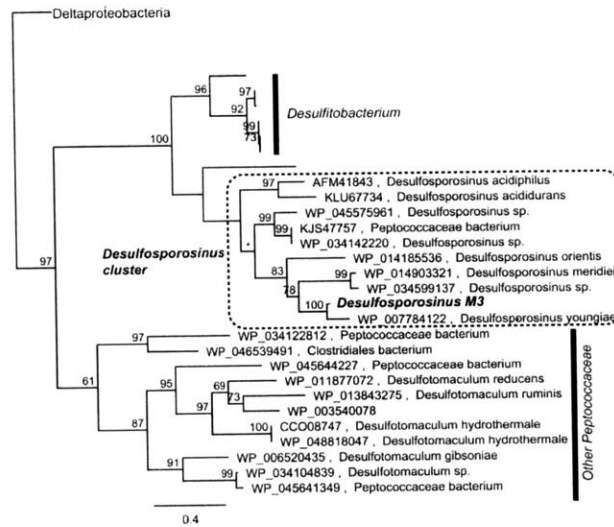 Deltaproteobacteria
96
97
92
Desulfitobacterium
99
73
100
97
AFM41843 , Desulfosporosinus acidiphilus
KLU67734 , Desulfosporosinus acididurans
99
WP_045575961 , Desulfosporosinus sp.
99
KJS47757 , Peptococcaceae bacterium
WP_034142220 , Desulfosporosinus sp.
Desulfosporosinus
cluster
97
WP_014185536 , Desulfosporosinus orientis
83
99
WP_014903321 , Desulfosporosinus meridiei
78
WP_034599137 , Desulfosporosinus sp.
100
Desulfosporosinus M3
WP_007784122 , Desulfosporosinus youngiae
97
WP_034122812 , Peptococcaceae bacterium
WP_046539491 , Clostridiales bacterium
61
WP_045644227 , Peptococcaceae bacterium
95
69
WP_011877072 , Desulfotomaculum reducens
73
WP_013843275 , Desulfotomaculum ruminis
97
WP_003540078
100
CCO08747 , Desulfotomaculum hydrothermale
87
WP_048818047 , Desulfotomaculum hydrothermale
WP_006520435 , Desulfotomaculum gibsoniae
91
99
WP_034104839 , Desulfotomaculum sp.
WP_045641349 , Peptococcaceae bacterium
Other Peptococcaceae
0.4